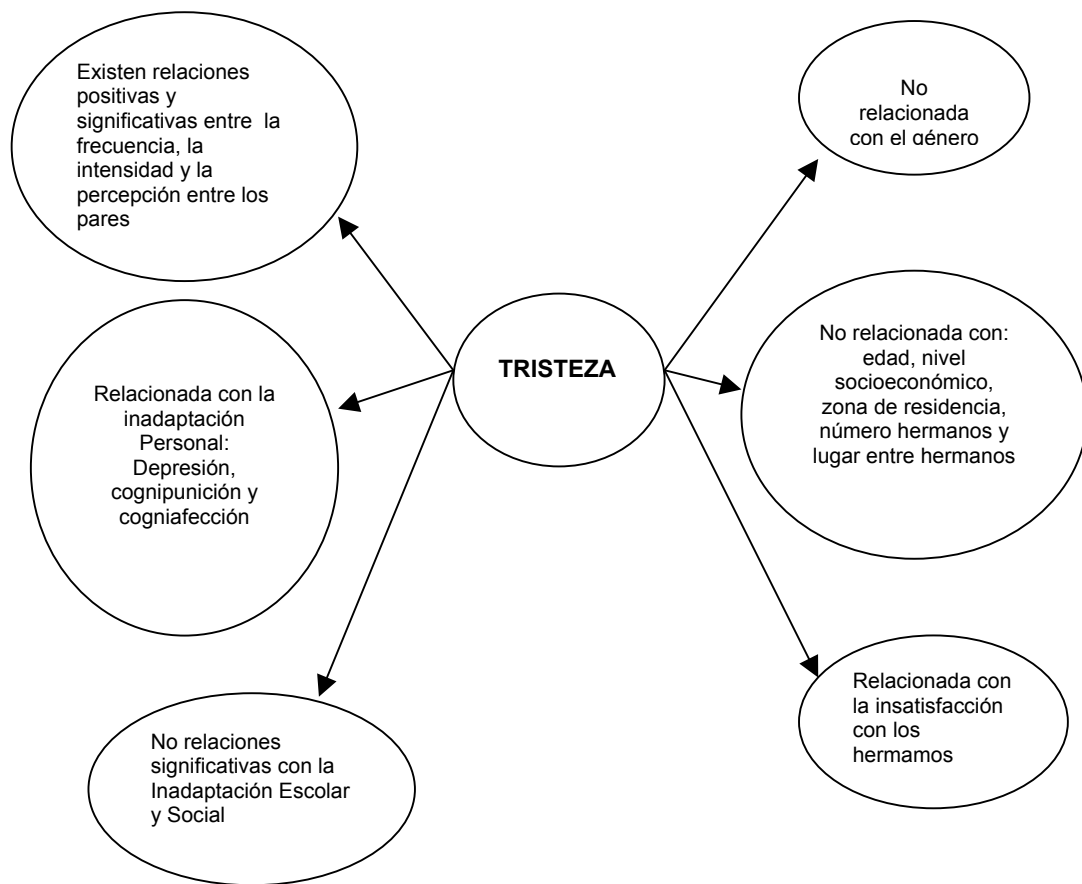 Existen relaciones
positivas y
significativas entre la
frecuencia, la
intensidad y la
percepción entre los
pares
No
relacionada
con el género
TRISTEZA
No relacionada con:
edad, nivel
socioeconómico,
zona de residencia,
número hermanos y
lugar entre hermanos
Relacionada con la
inadaptación
Personal:
Depresión,
cognipunición y
cogniafección
Relacionada con
la insatisfacción
con los
hermamos
No relaciones
significativas con la
Inadaptación Escolar
y Social